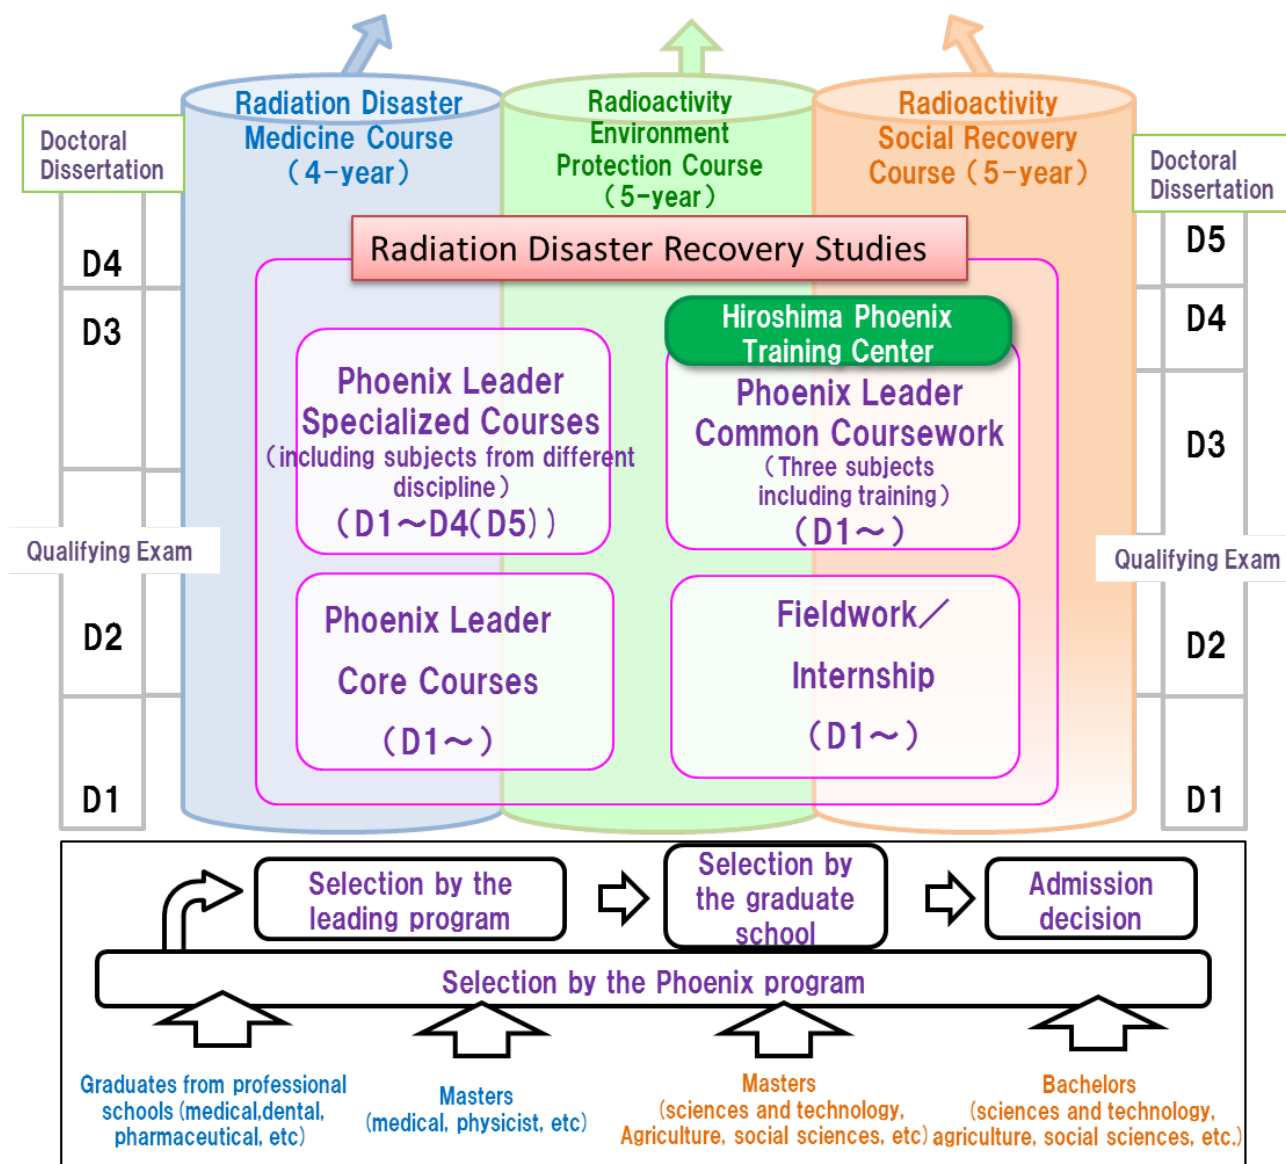 Radiation Disaster
Medicine Course
(4-year)
Radioactivity
Environment
Protection Course
(5-year)
Radioactivity
Social Recovery
Course (5-year)
Doctoral
Dissertation
D4
D3
Qualifying Exam
D2
D1
Doctoral
Dissertation
D5
D4
D3
Qualifying Exam
D2
D1
Radiation Disaster Recovery Studies
Phoenix Leader
Specialized Courses
(including subjects from different
discipline)
(D1～D4(D5))
Hiroshima Phoenix
Training Center
Phoenix Leader
Common Coursework
(Three subjects
including training)
(D1～)
Phoenix Leader
Core Courses
(D1～)
Fieldwork／
Internship
(D1～)
Selection by the
leading program
Selection by
the graduate
school
Admission
decision
Selection by the Phoenix program
Graduates from professional
schools (medical,dental,
pharmaceutical, etc)
Masters
(medical, physicist, etc)
Masters
(sciences and technology,
Agriculture, social sciences, etc)
Bachelors
(sciences and technology,
agriculture, social sciences, etc.)